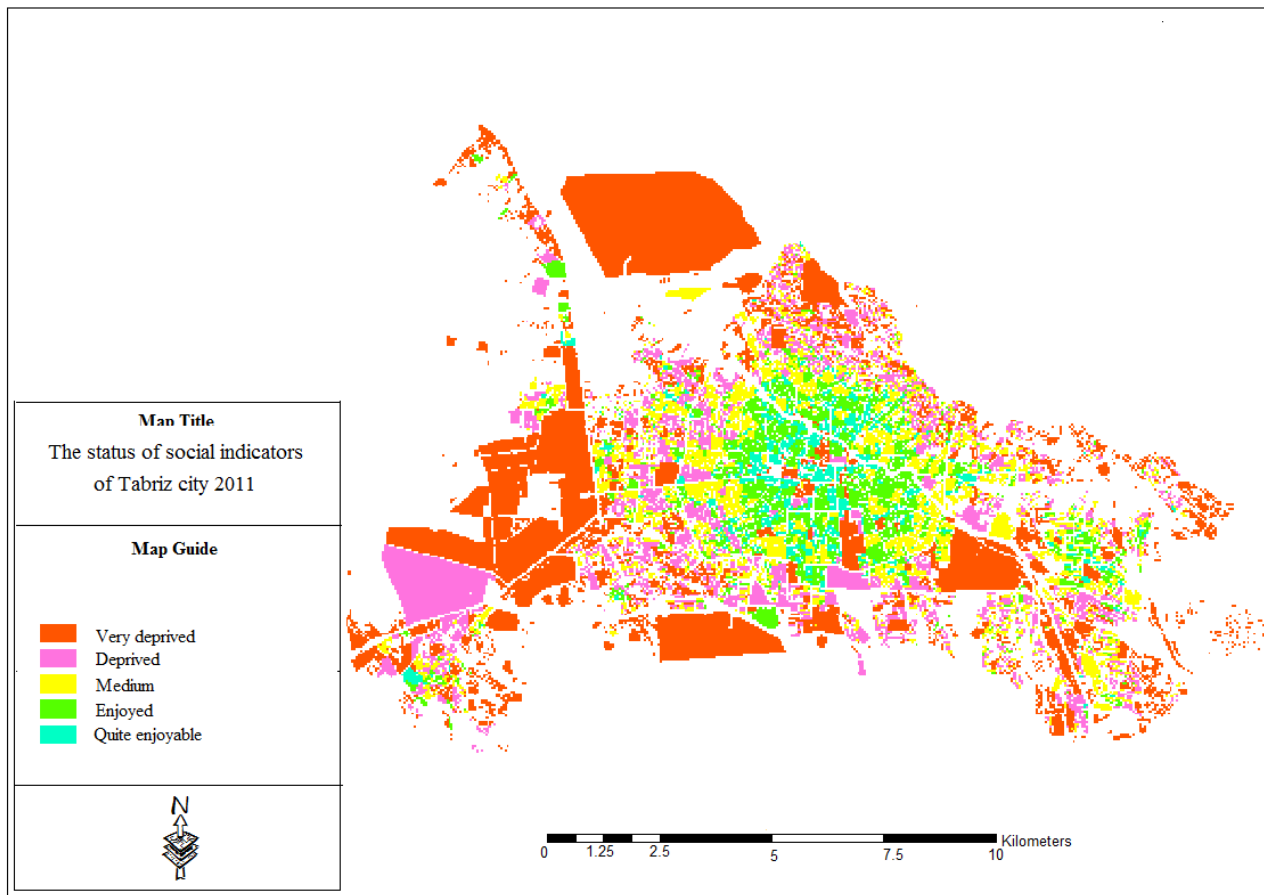 Map Title
The status of social indicators
of Tabriz city 2011
Map Guide
Very deprived
Deprived
Medium
Enjoyed
Quite enjoyable
N
Kilometers
0 1.25 2.5 5 7.5 10